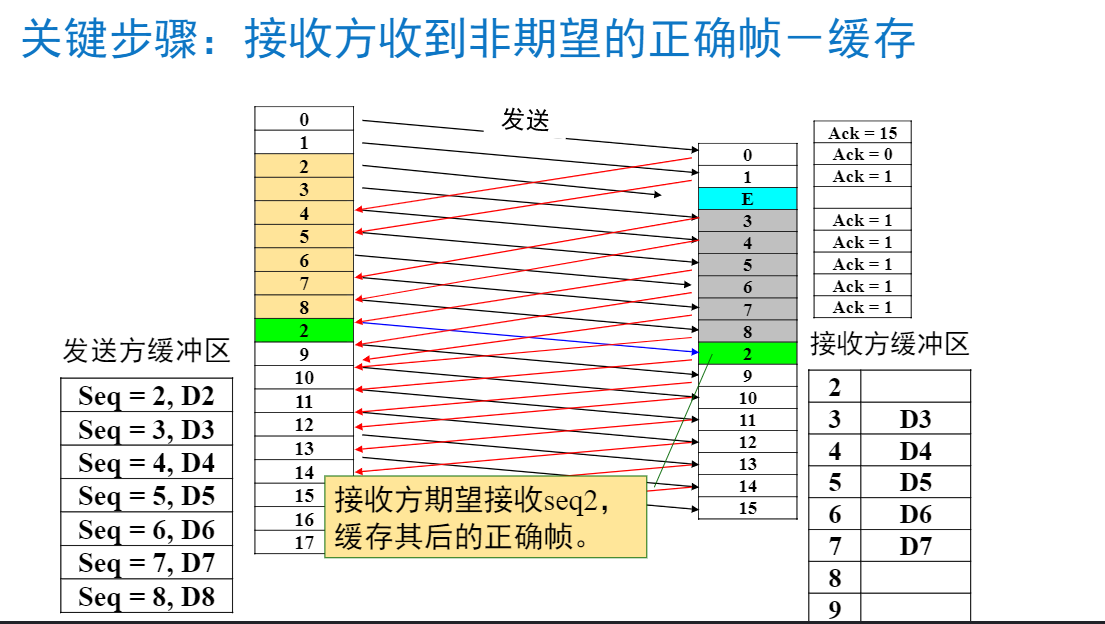 关键步骤：接收方收到非期望的正确帧－缓存
发送
0
1
2
3
4
5
6
7
8
2
9
10
11
12
13
14
15
16
17
0
1
E
3
4
5
6
7
8
2
9
10
11
12
13
14
15
Ack = 15
Ack = 0
Ack = 1
Ack = 1
Ack = 1
Ack = 1
Ack = 1
Ack = 1
发送方缓冲区
Seq = 2, D2
Seq = 3, D3
Seq = 4, D4
Seq = 5, D5
Seq = 6, D6
Seq = 7, D7
Seq = 8, D8
接收方期望接收seq2，
缓存其后的正确帧。
接收方缓冲区
2
3 D3
4 D4
5 D5
6 D6
7 D7
8
9